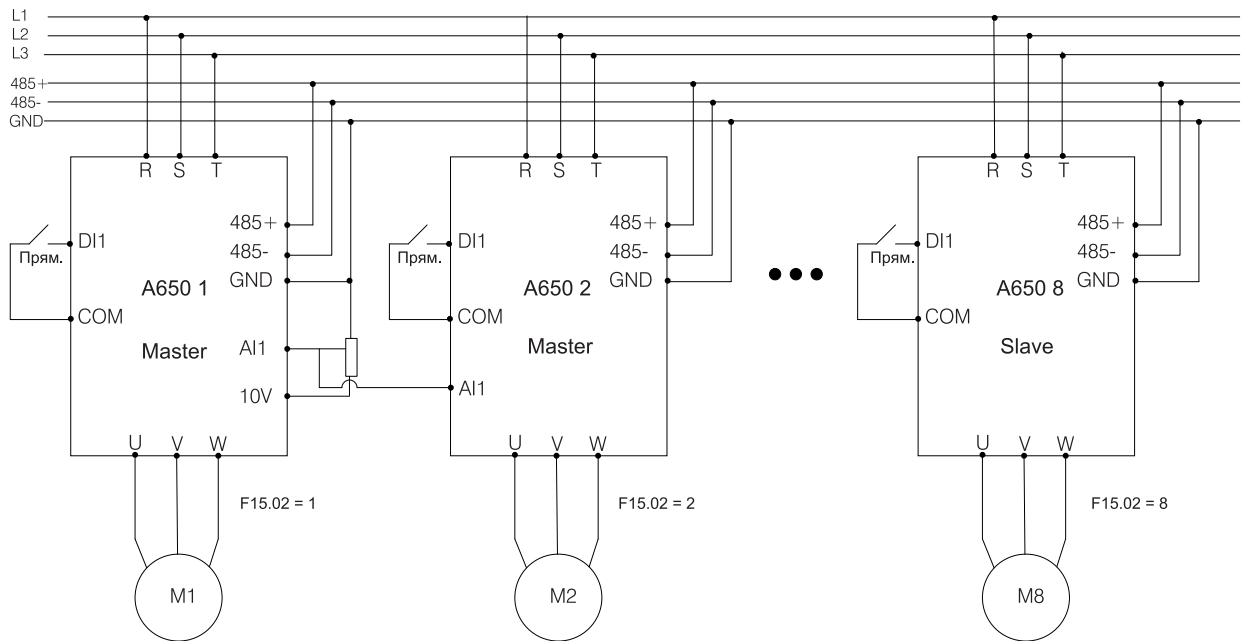 L1
L2
L3
485+
485-
GND
R S T
485+
485-
GND
DI1
Прям.
COM
A650 1
Master
AI1
10V
U V W
F15.02 = 1
M1
R S T
485+
485-
GND
DI1
Прям.
COM
A650 2
Master
AI1
U V W
F15.02 = 2
M2
R S T
485+
485-
GND
DI1
Прям.
COM
A650 8
Slave
U V W
F15.02 = 8
M8